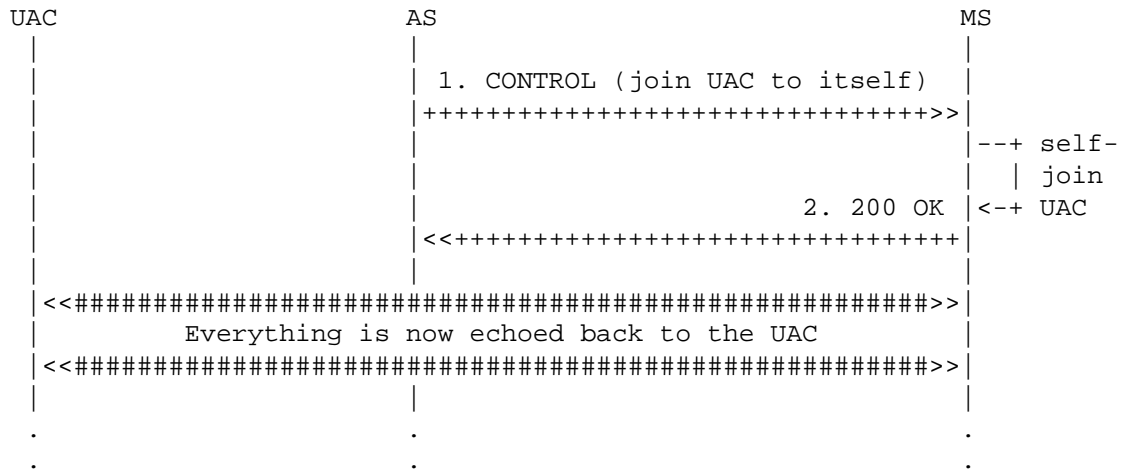 UAC AS MS
1. CONTROL (join UAC to itself)
+++++++++++++++++++++++++++++++++>>
--+ self-
| join
2. 200 OK <-+ UAC
<<++++++++++++++++++++++++++++++++
<<######################################################>>
Everything is now echoed back to the UAC
<<######################################################>>
. . .
. . .